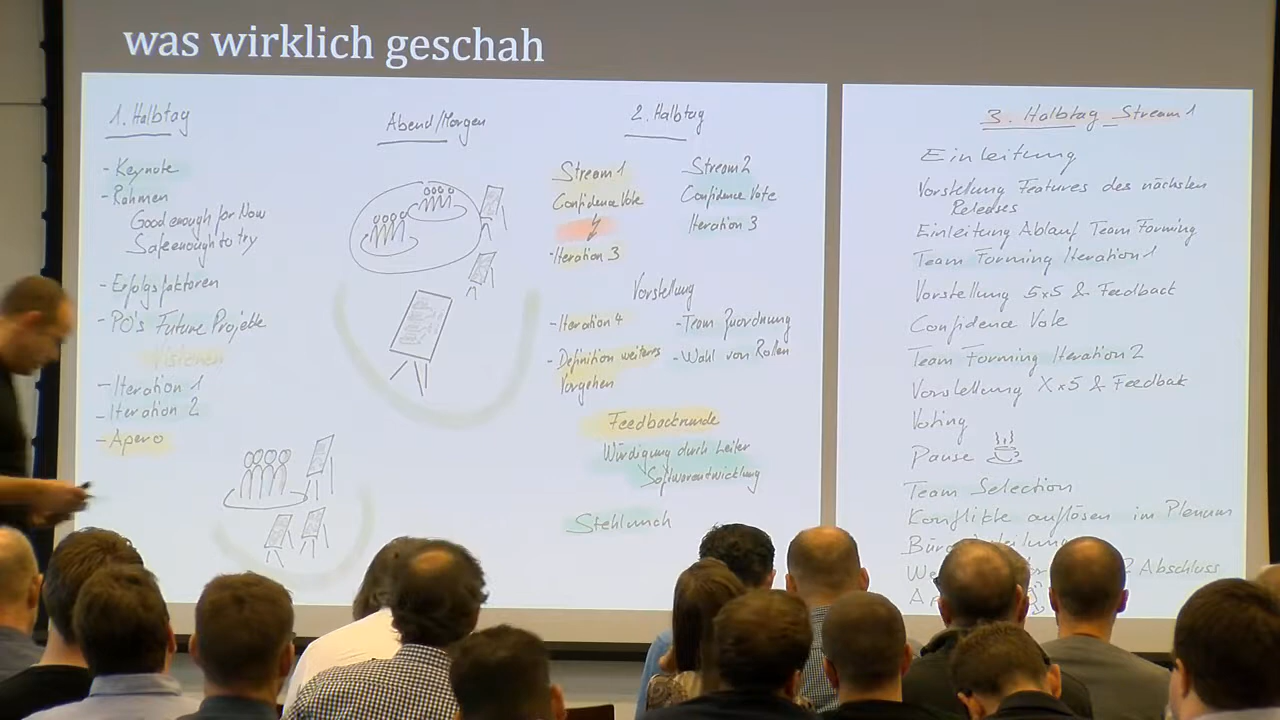 was wirklich geschah
1. Halbtag
- Keynote
- Rahmen
Good enough for Now
Safe enough to try
- Erfolgsfaktoren
- PO's Future Projekte
Visionen
- Iteration 1
- Iteration 2
- Apero
Abend/Morgen
2. Halbtag
Stream 1
Confidence Vote
- Iteration 3
Stream 2
Confidence Vote
Iteration 3
Vorstellung
- Iteration 4
- Definition weiteres
Vorgehen
- Team Zuordnung
- Wahl von Rollen
Feedbackrunde
Würdigung durch Leiter
Softwareentwicklung
Stehlunch
3. Halbtag Stream 1
Einleitung
Vorstellung Features des nächsten
Releases
Einleitung Ablauf Team Forming
Team Forming Iteration 1
Vorstellung 5x5 & Feedback
Confidence Vote
Team Forming Iteration 2
Vorstellung X x 5 & Feedback
Voting
Pause
Team Selection
Konflikte auflösen im Plenum
2 Abschluss